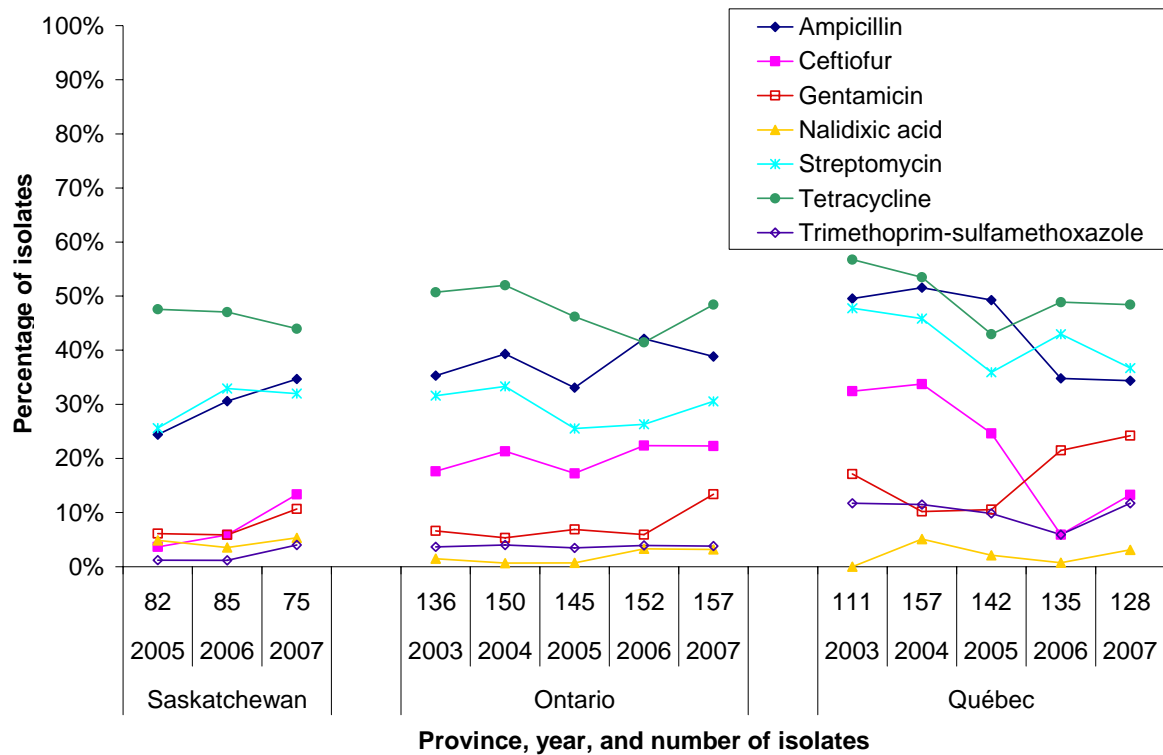 100%
90%
80%
70%
60%
50%
40%
30%
20%
10%
0%
Percentage of isolates
Ampicillin
Ceftiofur
Gentamicin
Nalidixic acid
Streptomycin
Tetracycline
Trimethoprim-sulfamethoxazole
82 85 75 136 150 145 152 157 111 157 142 135 128
2005 2006 2007 2003 2004 2005 2006 2007 2003 2004 2005 2006 2007
Saskatchewan Ontario Québec
Province, year, and number of isolates